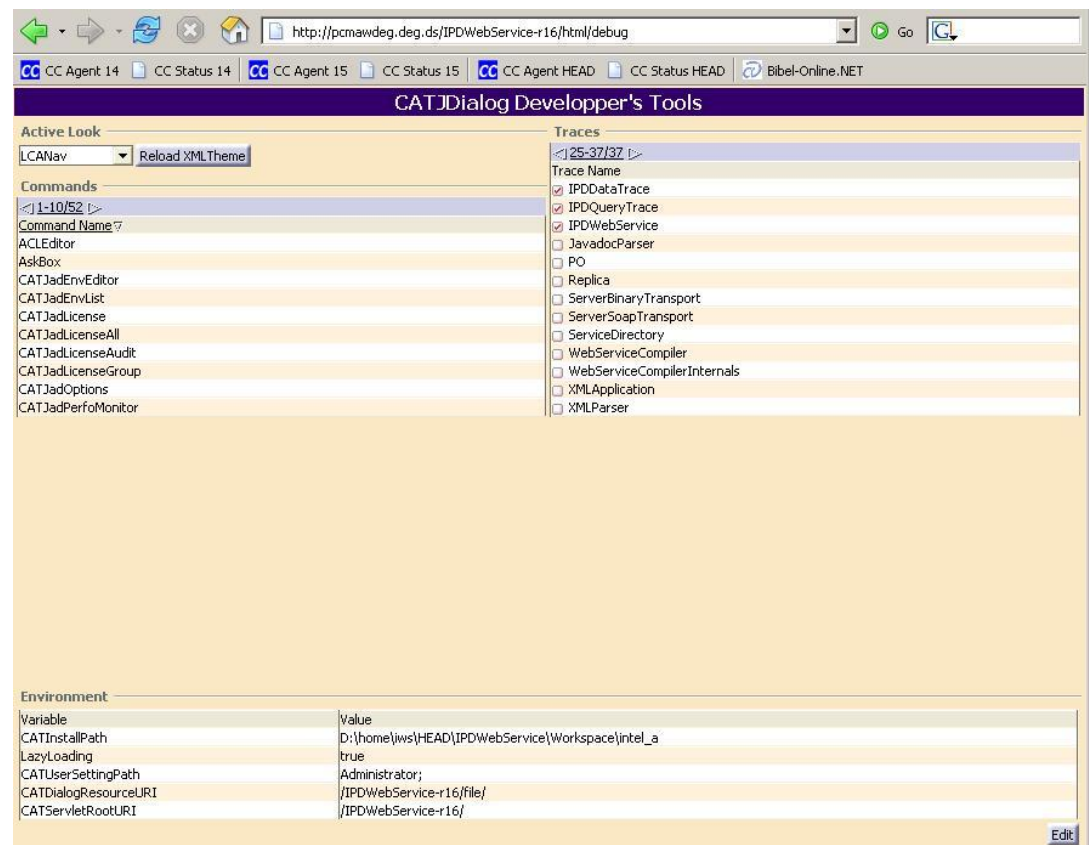 http://pcmawdeg.deg.ds/IPDWebService-r16/html/debug Go G
CC CC Agent 14 CC Status 14 CC CC Agent 15 CC Status 15 CC CC Agent HEAD CC Status HEAD Bibel-Online.NET
CATJDialog Developper's Tools
Active Look
LCANav Reload XMLTheme
Commands
1-10/52
Command Name
ACLEditor
AskBox
CATJadEnvEditor
CATJadEnvList
CATJadLicense
CATJadLicenseAll
CATJadLicenseAudit
CATJadLicenseGroup
CATJadOptions
CATJadPerfoMonitor
Traces
25-37/37
Trace Name
IPDDataTrace
IPDQueryTrace
IPDWebService
JavadocParser
PO
Replica
ServerBinaryTransport
ServerSoapTransport
ServiceDirectory
WebServiceCompiler
WebServiceCompilerInternals
XMLApplication
XMLParser
Environment
Variable Value
CATInstallPath D:\home\iws\HEAD\IPDWebService\Workspace\intel_a
LazyLoading true
CATUserSettingPath Administrator;
CATDialogResourceURI /IPDWebService-r16/file/
CATServletRootURI /IPDWebService-r16/
Edit